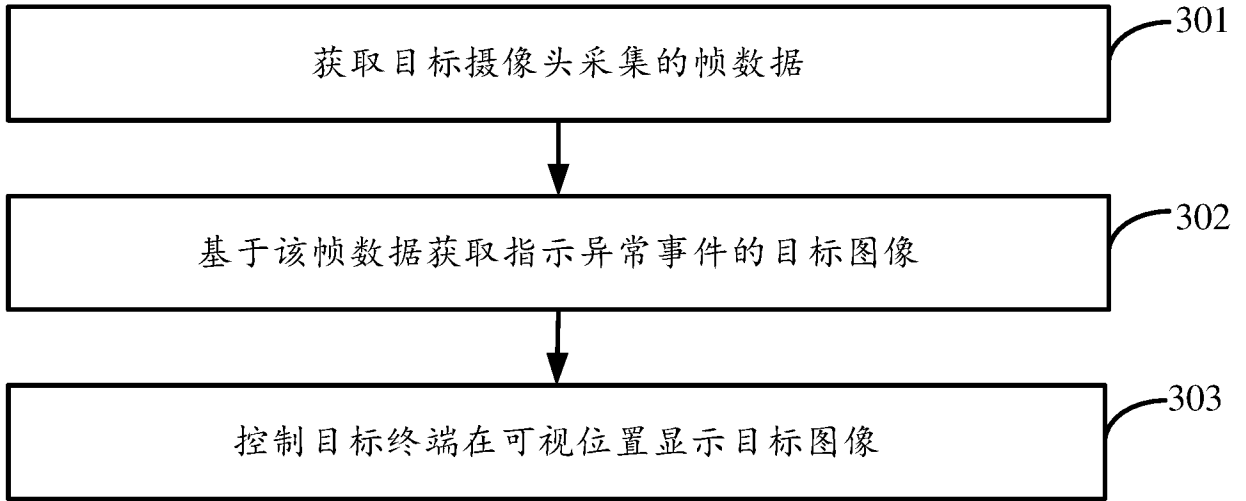 301
获取目标摄像头采集的帧数据
302
基于该帧数据获取指示异常事件的目标图像
303
控制目标终端在可视位置显示目标图像